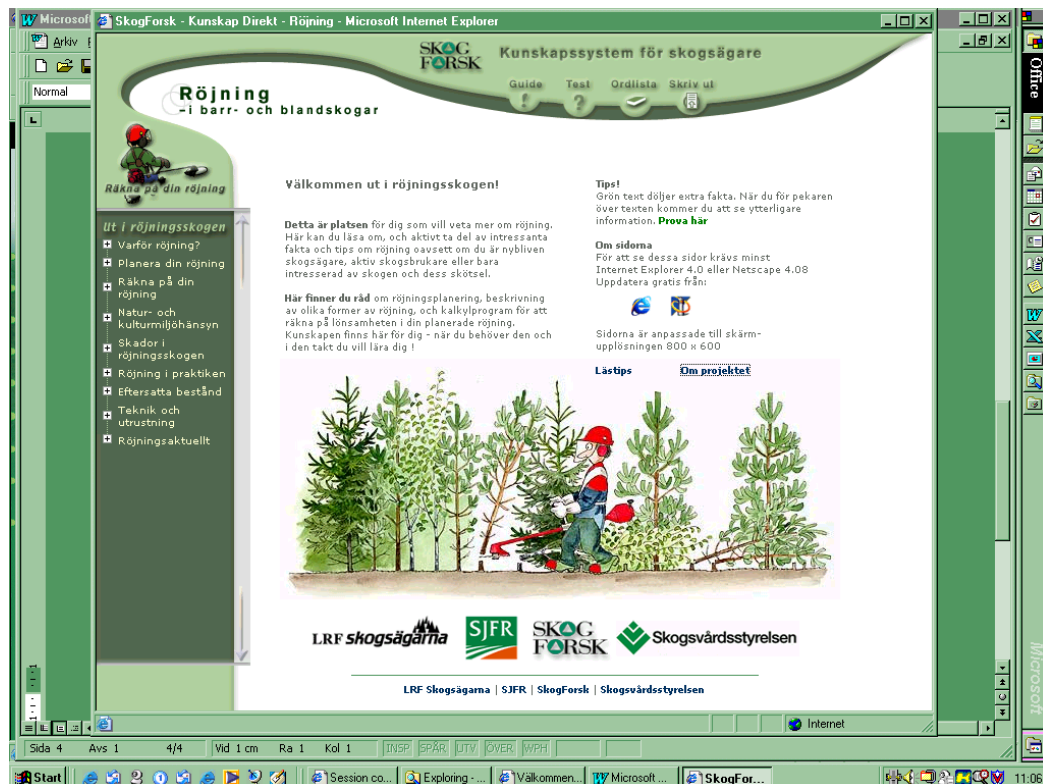 Microsof
SkogForsk - Kunskap Direkt - Röjning - Microsoft Internet Explorer
Arkiv
Normal
SKOG
FORSK
Kunskapssystem för skogsägare
Guide Test Ordlista Skriv ut
Röjning
-i barr- och blandskogar
Räkna på din röjning
Ut i röjningsskogen
Varför röjning?
Planera din röjning
Räkna på din
röjning
Natur- och
kulturmiljöhänsyn
Skador i
röjningsskogen
Röjning i praktiken
Eftersatta bestånd
Teknik och
utrustning
Röjningsaktuellt
Välkommen ut i röjningsskogen!
Detta är platsen för dig som vill veta mer om röjning.
Här kan du läsa om, och aktivt ta del av intressanta
fakta och tips om röjning oavsett om du är nybliven
skogsägare, aktiv skogsbrukare eller bara
intresserad av skogen och dess skötsel.
Här finner du råd om röjningsplanering, beskrivning
av olika former av röjning, och kalkylprogram för att
räkna på lönsamheten i din planerade röjning.
Kunskapen finns här för dig - när du behöver den och
i den takt du vill lära dig !
Tips!
Grön text döljer extra fakta. När du för pekaren
över texten kommer du att se ytterligare
information. Prova här
Om sidorna
För att se dessa sidor krävs minst
Internet Explorer 4.0 eller Netscape 4.08
Uppdatera gratis från:
Sidorna är anpassade till skärm-
upplösningen 800 x 600
Lästips Om projektet
LRF skogsägarna
SJFR
SKOG
FORSK
Skogsvårdsstyrelsen
LRF Skogsägarna | SJFR | SkogForsk | Skogsvårdsstyrelsen
Internet
Office
Microsoft
Sida 4 Avs 1 4/4 Vid 1 cm Ra 1 Kol 1 INSP SPÅR UTV ÖVER WPH
Start Session co... Exploring - ... Välkommen... Microsoft ... SkogFor... 11:06